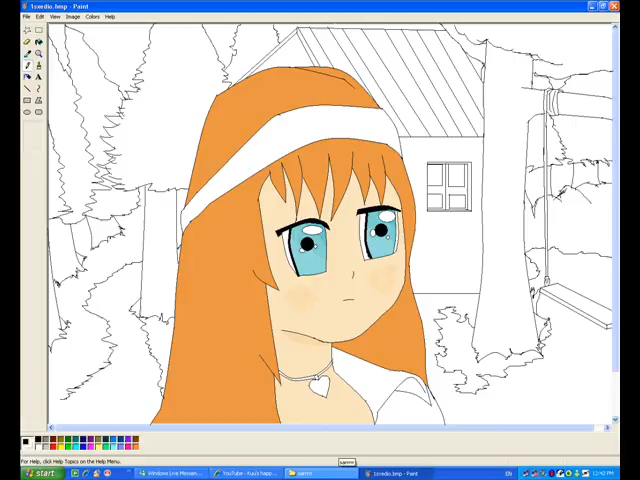 1sxedio.bmp - Paint
File Edit View Image Colors Help
For Help, click Help Topics on the Help Menu.
start
Windows Live Messen...
YouTube - Kuu's happ...
1sxedio.bmp - Paint
EN
12:42 PM